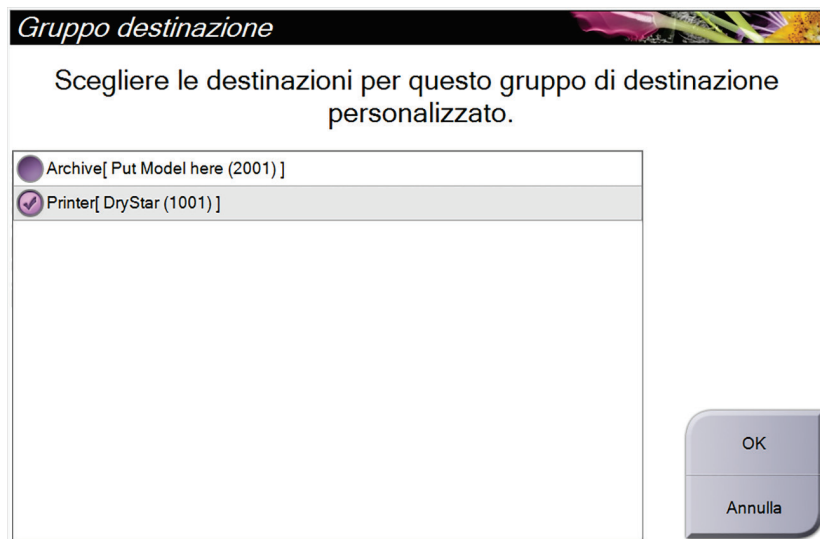 Gruppo destinazione
Scegliere le destinazioni per questo gruppo di destinazione
personalizzato.
Archive[ Put Model here (2001) ]
Printer[ DryStar (1001) ]
OK
Annulla